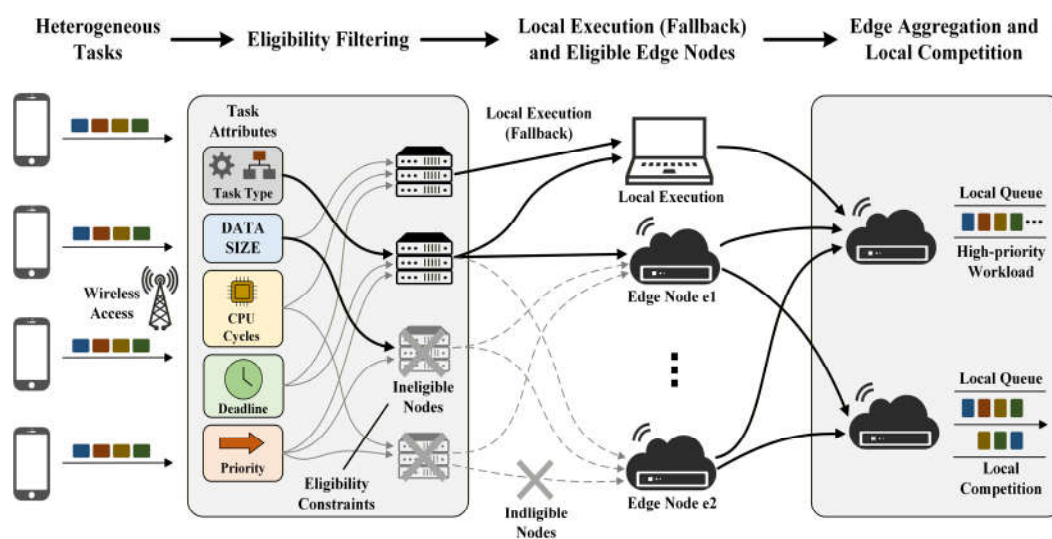 Heterogeneous
Tasks
Eligibility Filtering
Local Execution (Fallback)
and Eligible Edge Nodes
Edge Aggregation and
Local Competition
Task
Attributes
Task Type
DATA
SIZE
CPU
Cycles
Deadline
Priority
Wireless
Access
Ineligible
Nodes
Eligibility
Constraints
Local Execution
(Fallback)
Local Execution
Edge Node e1
Edge Node e2
Indligible
Nodes
Local Queue
High-priority
Workload
Local Queue
Local
Competition